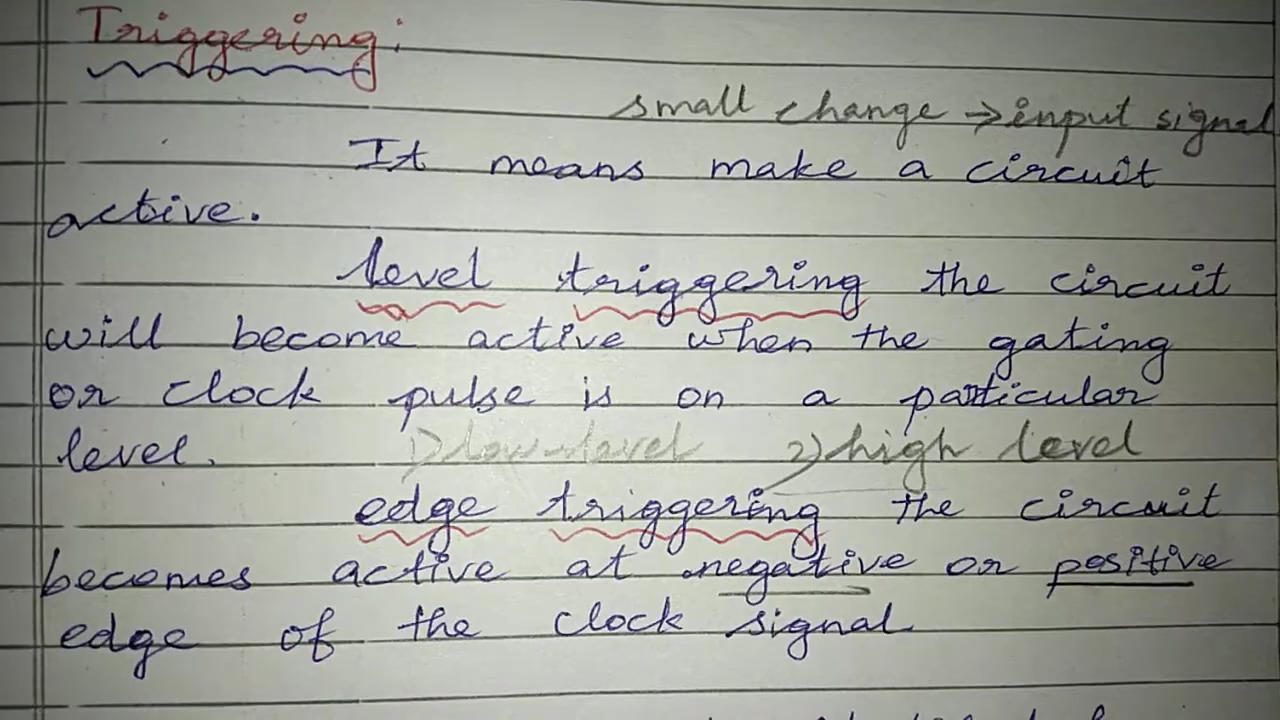 Triggering:
small change → input signal
It means make a circuit
active.
level triggering the circuit
will become active when the gating
or clock pulse is on a particular
level. 1) low-level 2) high level
edge triggering the circuit
becomes active at negative or positive
edge of the clock signal.